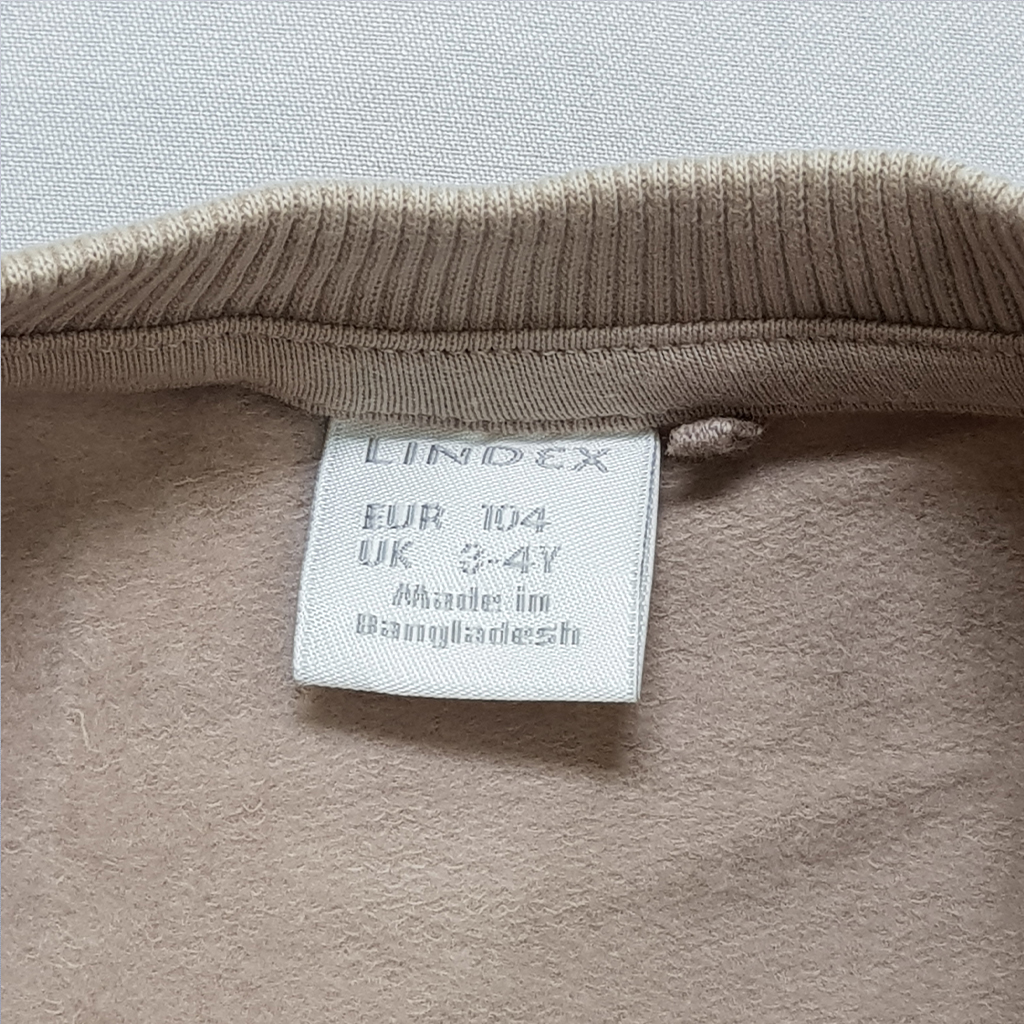 LINDEX
EUR 104
UK 3-4Y
Made in
Bangladesh